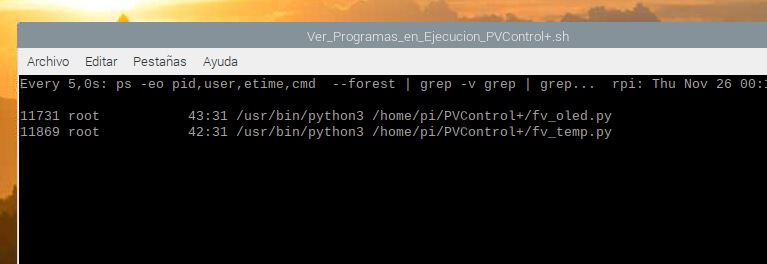 Ver_Programas_en_Ejecucion_PVControl+.sh
Archivo Editar Pestañas Ayuda
Every 5,0s: ps -eo pid,user,etime,cmd  --forest | grep -v grep | grep...  rpi: Thu Nov 26 00:
11731 root           43:31 /usr/bin/python3 /home/pi/PVControl+/fv_oled.py
11869 root           42:31 /usr/bin/python3 /home/pi/PVControl+/fv_temp.py